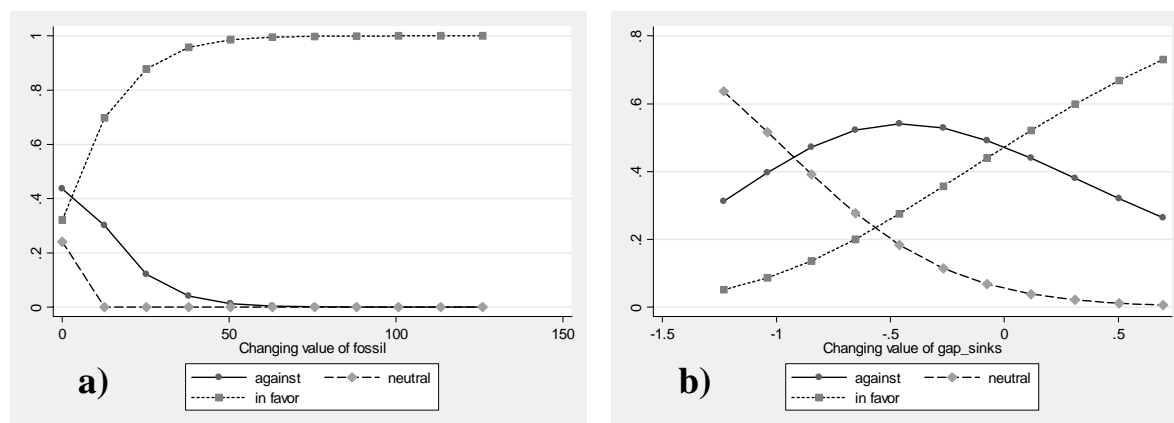 1
.8
.6
.4
.2
0
0 50 100 150
Changing value of fossil
against neutral
in favor
a)
.8
.6
.4
.2
0
-1.5 -1 -.5 0 .5
Changing value of gap_sinks
against neutral
in favor
b)